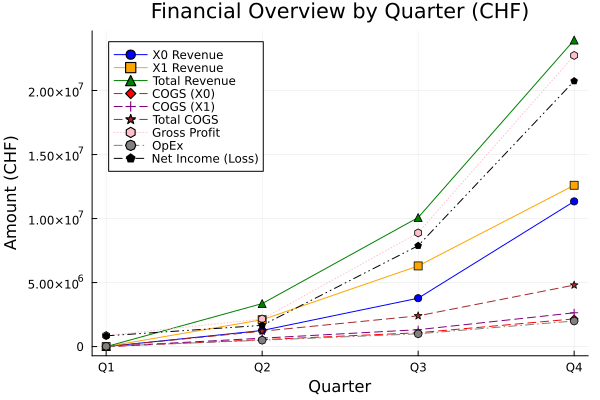 Financial Overview by Quarter (CHF)
X0 Revenue
X1 Revenue
Total Revenue
COGS (X0)
COGS (X1)
Total COGS
Gross Profit
OpEx
Net Income (Loss)
2.00×10⁷
1.50×10⁷
1.00×10⁷
5.00×10⁶
0
Amount (CHF)
Q1 Q2 Q3 Q4
Quarter